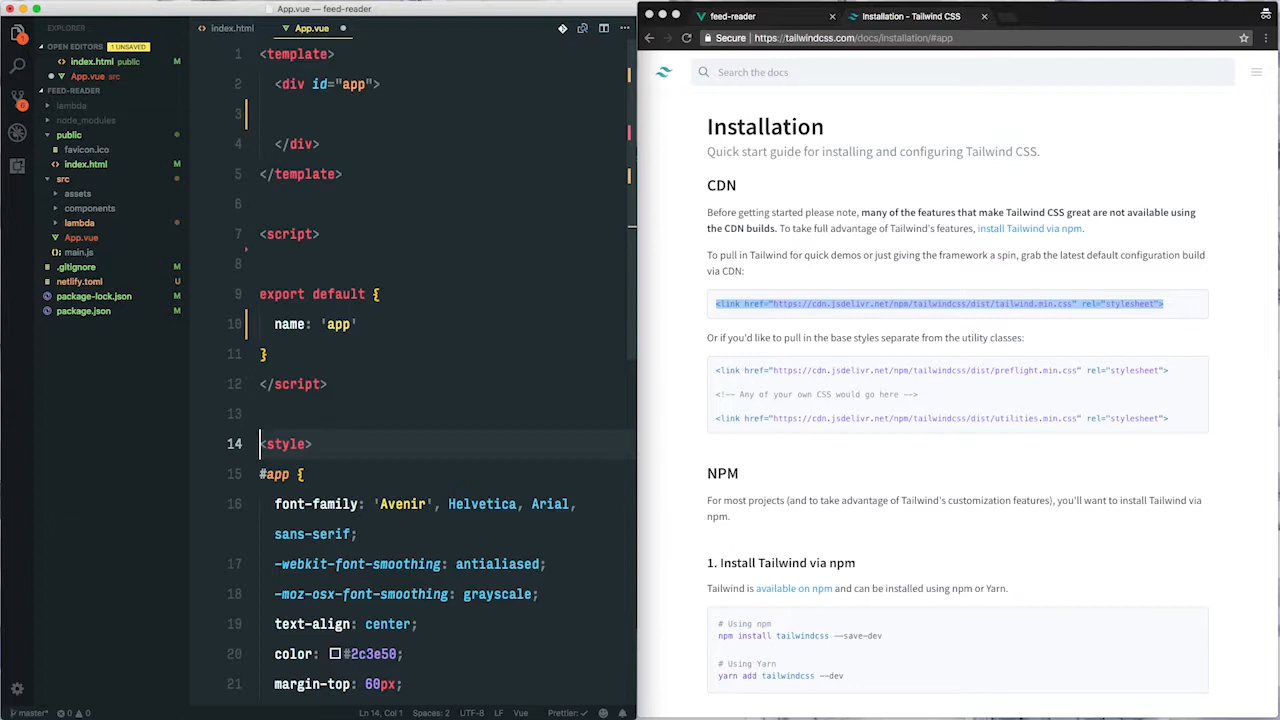 App.vue — feed-reader
EXPLORER
OPEN EDITORS 1 UNSAVED
index.html public M
App.vue src
FEED-READER
lambda
node_modules
public
favicon.ico
index.html M
src
assets
components
lambda
App.vue
main.js
.gitignore M
netlify.toml U
package-lock.json M
package.json M
1
6
index.html
App.vue
1 <template>
2 <div id="app">
3
4 </div>
5 </template>
6
7 <script>
8
9 export default {
10 name: 'app'
11 }
12 </script>
13
14 <style>
15 #app {
16 font-family: 'Avenir', Helvetica, Arial,
sans-serif;
17 -webkit-font-smoothing: antialiased;
18 -moz-osx-font-smoothing: grayscale;
19 text-align: center;
20 color: #2c3e50;
21 margin-top: 60px;
master* 0 0
Ln 14, Col 1 Spaces: 2 UTF-8 LF Vue Prettier: ✓
feed-reader
Installation - Tailwind CSS
Secure | https://tailwindcss.com/docs/installation/#app
Search the docs
Installation
Quick start guide for installing and configuring Tailwind CSS.
CDN
Before getting started please note, many of the features that make Tailwind CSS great are not available using
the CDN builds. To take full advantage of Tailwind's features, install Tailwind via npm.
To pull in Tailwind for quick demos or just giving the framework a spin, grab the latest default configuration build
via CDN:
<link href="https://cdn.jsdelivr.net/npm/tailwindcss/dist/tailwind.min.css" rel="stylesheet">
Or if you'd like to pull in the base styles separate from the utility classes:
<link href="https://cdn.jsdelivr.net/npm/tailwindcss/dist/preflight.min.css" rel="stylesheet">
<!-- Any of your own CSS would go here -->
<link href="https://cdn.jsdelivr.net/npm/tailwindcss/dist/utilities.min.css" rel="stylesheet">
NPM
For most projects (and to take advantage of Tailwind's customization features), you'll want to install Tailwind via
npm.
1. Install Tailwind via npm
Tailwind is available on npm and can be installed using npm or Yarn.
# Using npm
npm install tailwindcss --save-dev
# Using Yarn
yarn add tailwindcss --dev